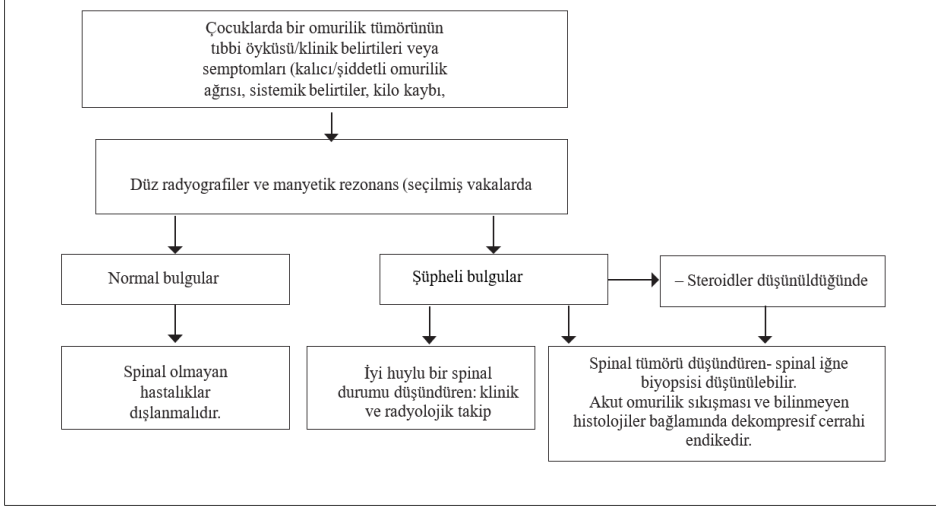 Çocuklarda bir omurilik tümörünün
tıbbi öyküsü/klinik belirtileri veya
semptomları (kalıcı/şiddetli omurilik
ağrısı, sistemik belirtiler, kilo kaybı,
Düz radyografiler ve manyetik rezonans (seçilmiş vakalarda
Normal bulgular
Şüpheli bulgular
– Steroidler düşünüldüğünde
Spinal olmayan
hastalıklar
dışlanmalıdır.
İyi huylu bir spinal
durumu düşündüren: klinik
ve radyolojik takip
Spinal tümörü düşündüren- spinal iğne
biyopsisi düşünülebilir.
Akut omurilik sıkışması ve bilinmeyen
histolojiler bağlamında dekompresif cerrahi
endikedir.